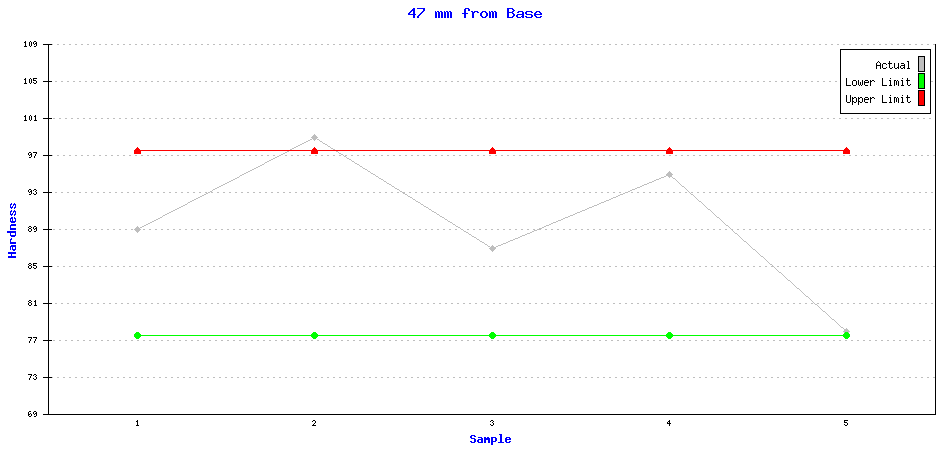 47 mm from Base
109
105
101
97
93
89
85
81
77
73
69
Hardness
Actual
Lower Limit
Upper Limit
1 2 3 4 5
Sample